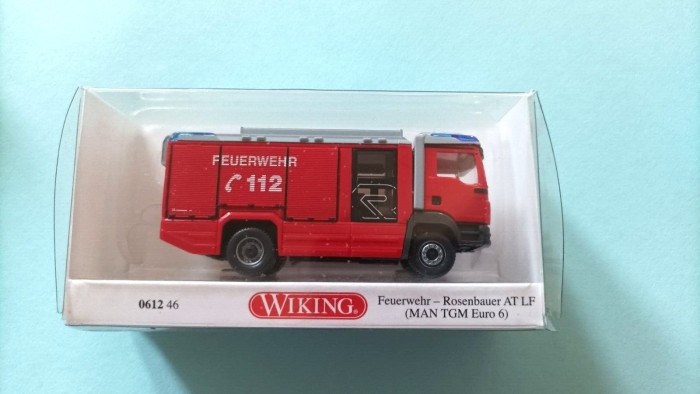 FEUERWEHR
112
0612 46
WIKING
Feuerwehr – Rosenbauer AT LF
(MAN TGM Euro 6)